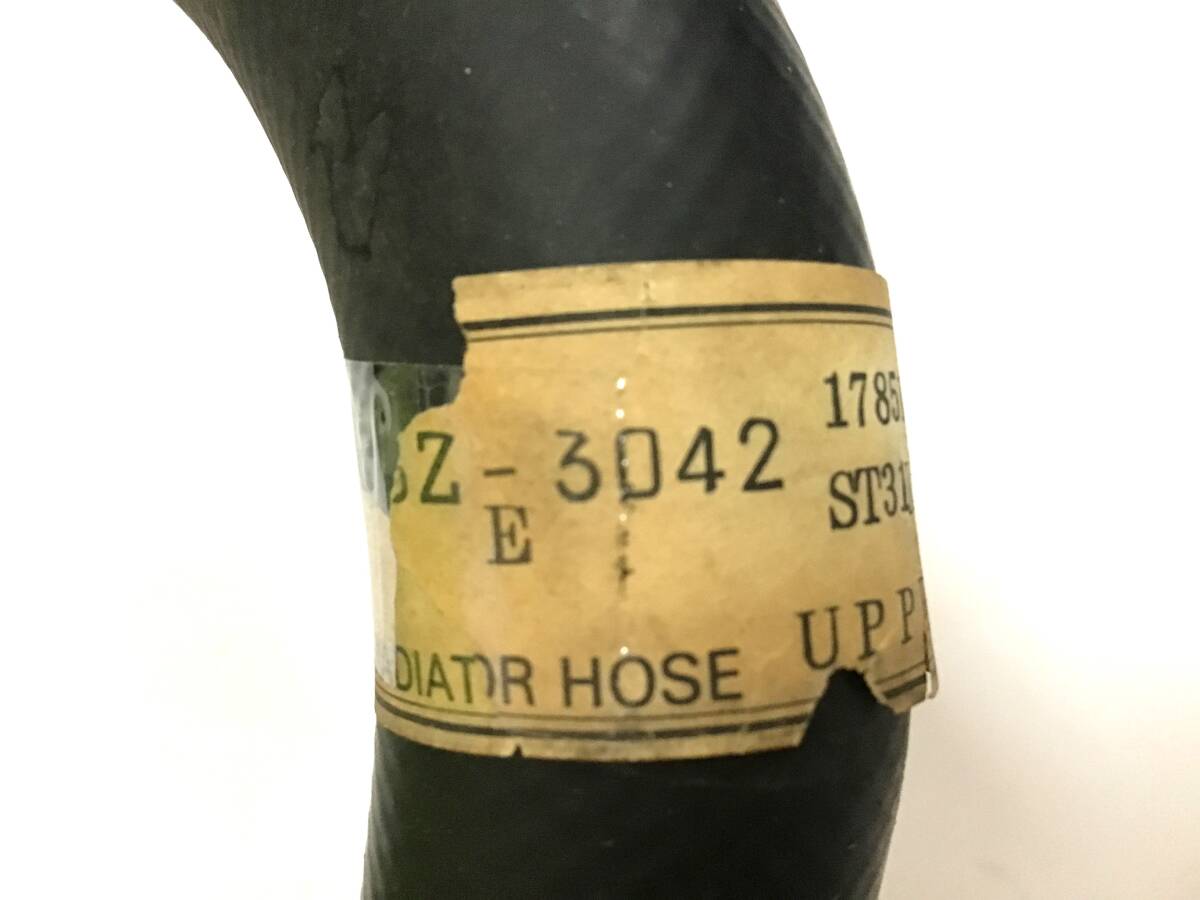 Z-3042
E
1785
ST31
UPP
DIATOR HOSE